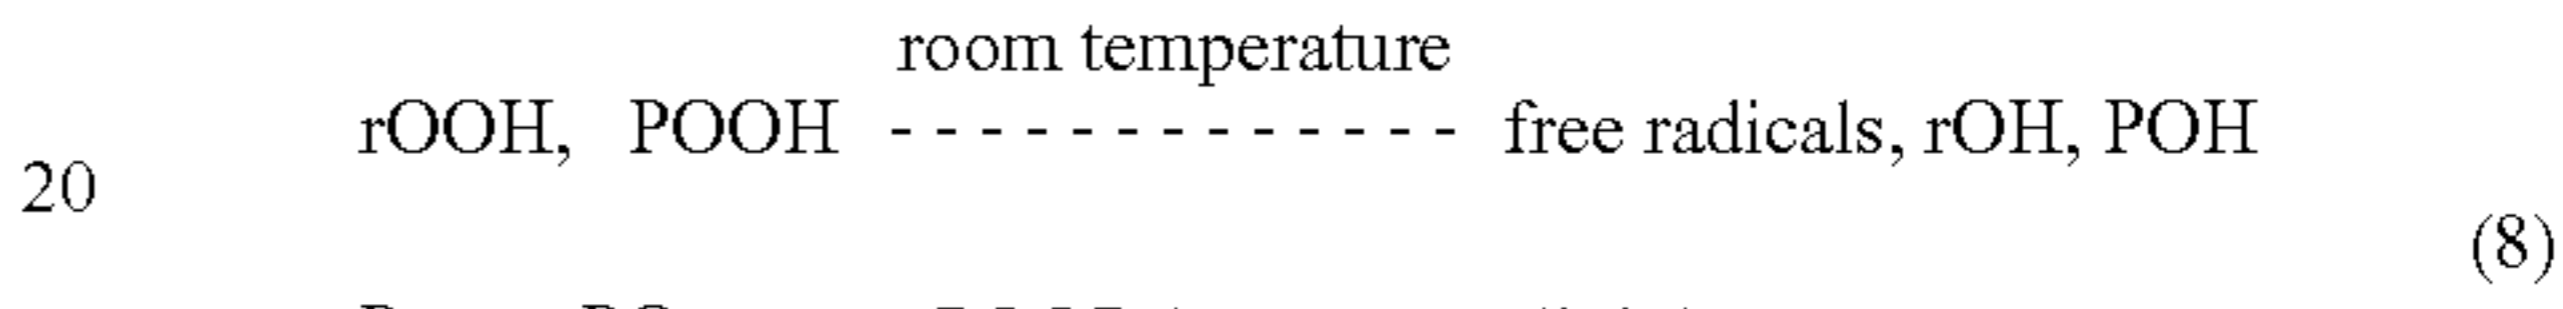 room temperature
rOOH, POOH - - - - - - - - - - - - - free radicals, rOH, POH
20
(8)